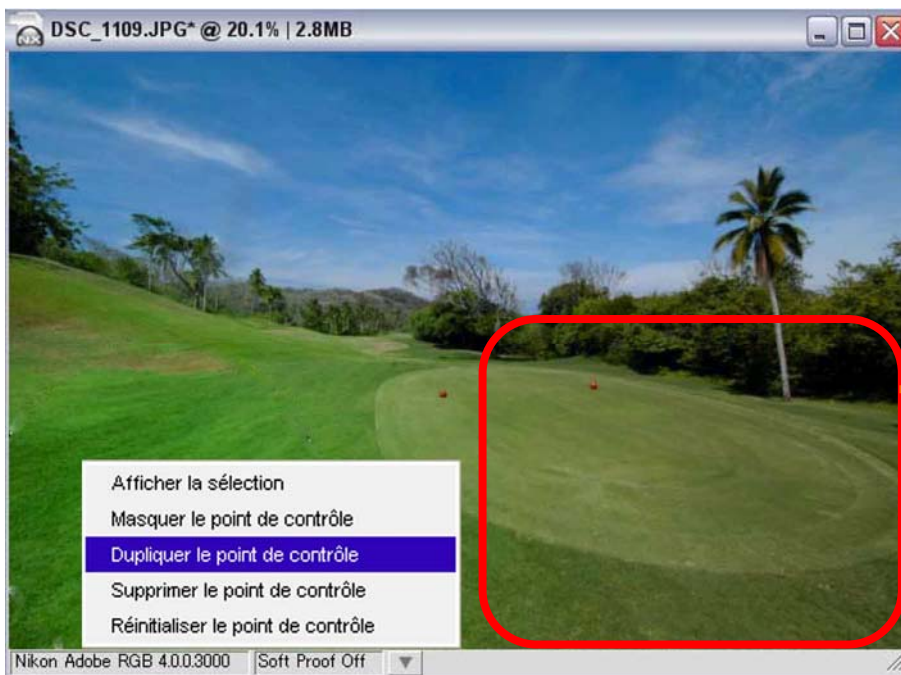 DSC_1109.JPG* @ 20.1% | 2.8MB
Afficher la sélection
Masquer le point de contrôle
Dupliquer le point de contrôle
Supprimer le point de contrôle
Réinitialiser le point de contrôle
Nikon Adobe RGB 4.0.0.3000 Soft Proof Off